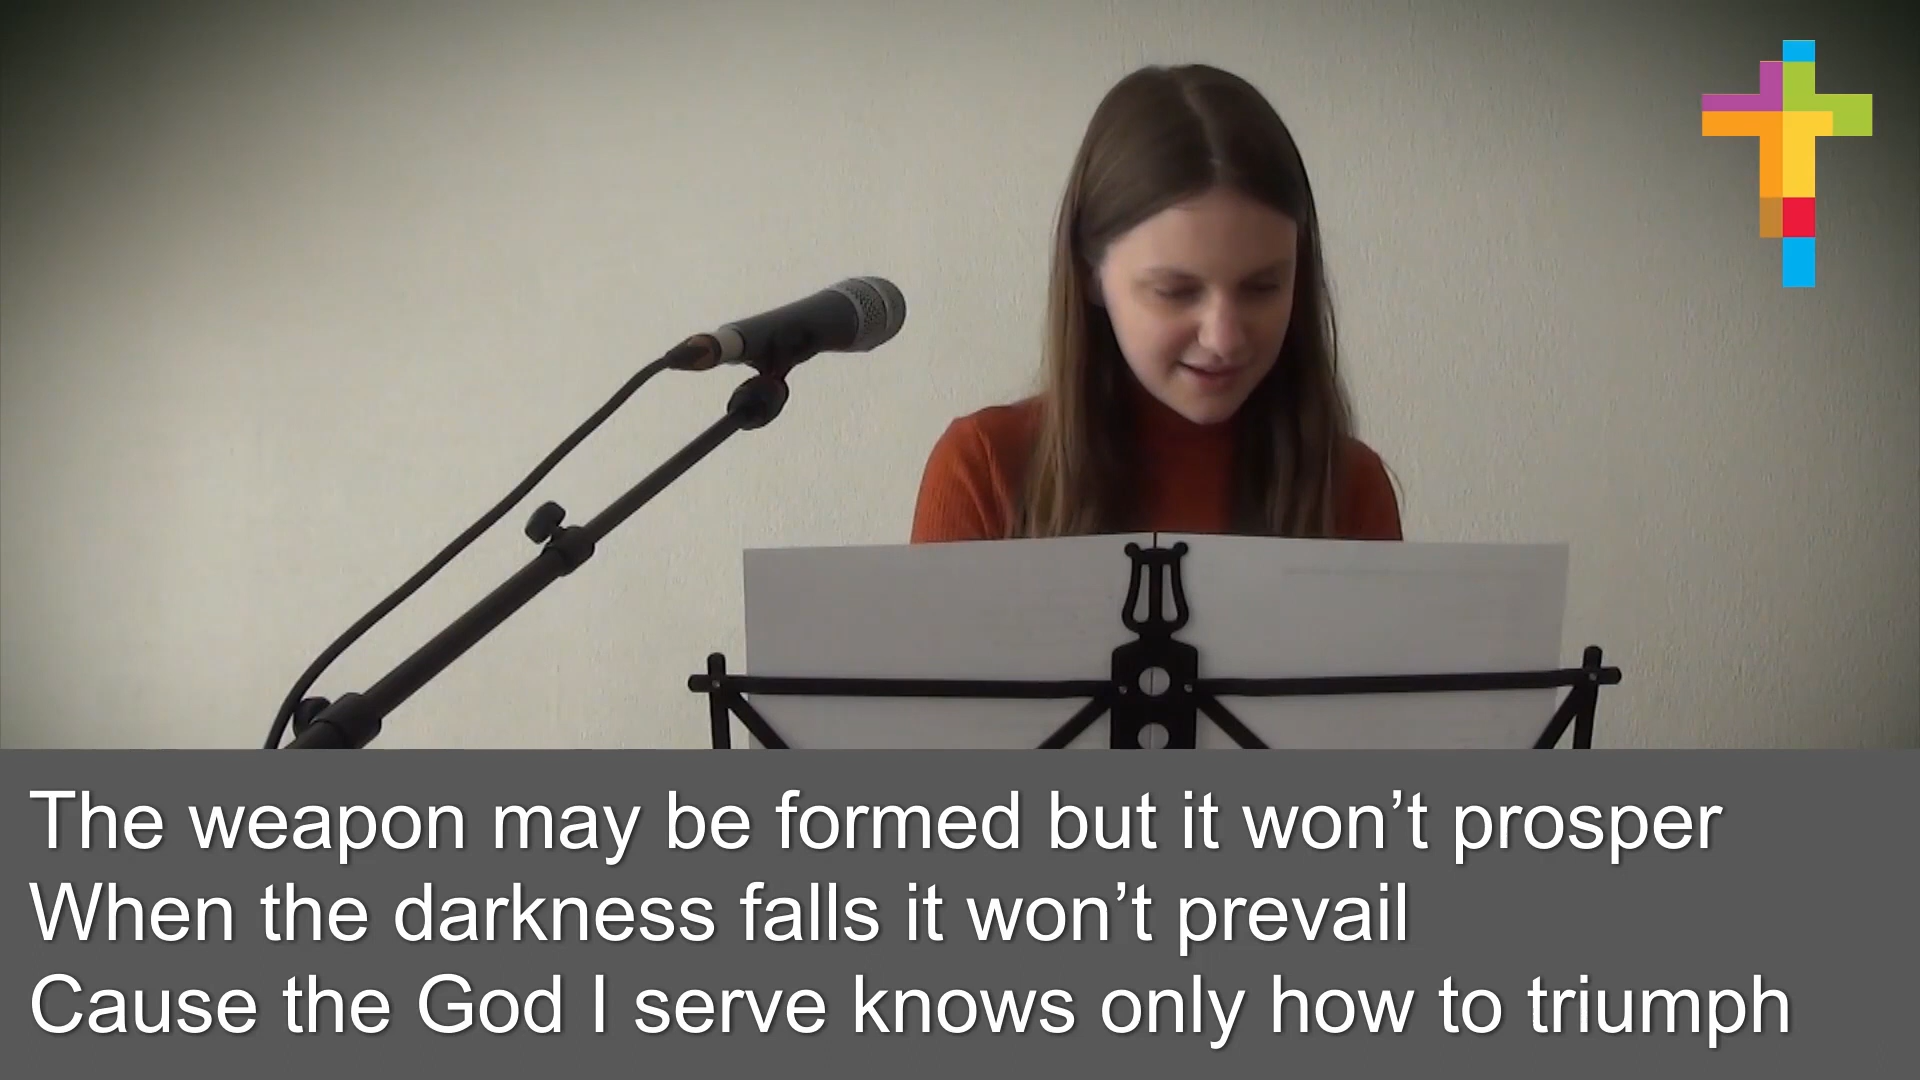 The weapon may be formed but it won’t prosper
When the darkness falls it won’t prevail
Cause the God I serve knows only how to triumph